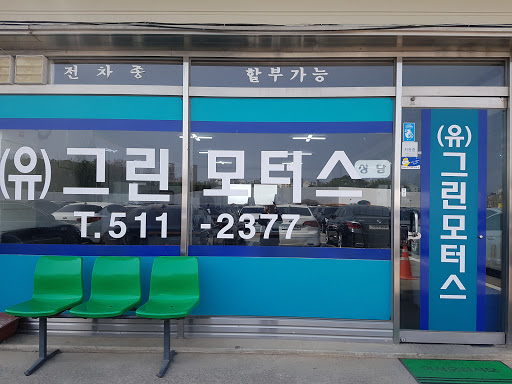 전차종 할부가능
(유)그린 모터스
상담
T.511-2377
(유)그린모터스